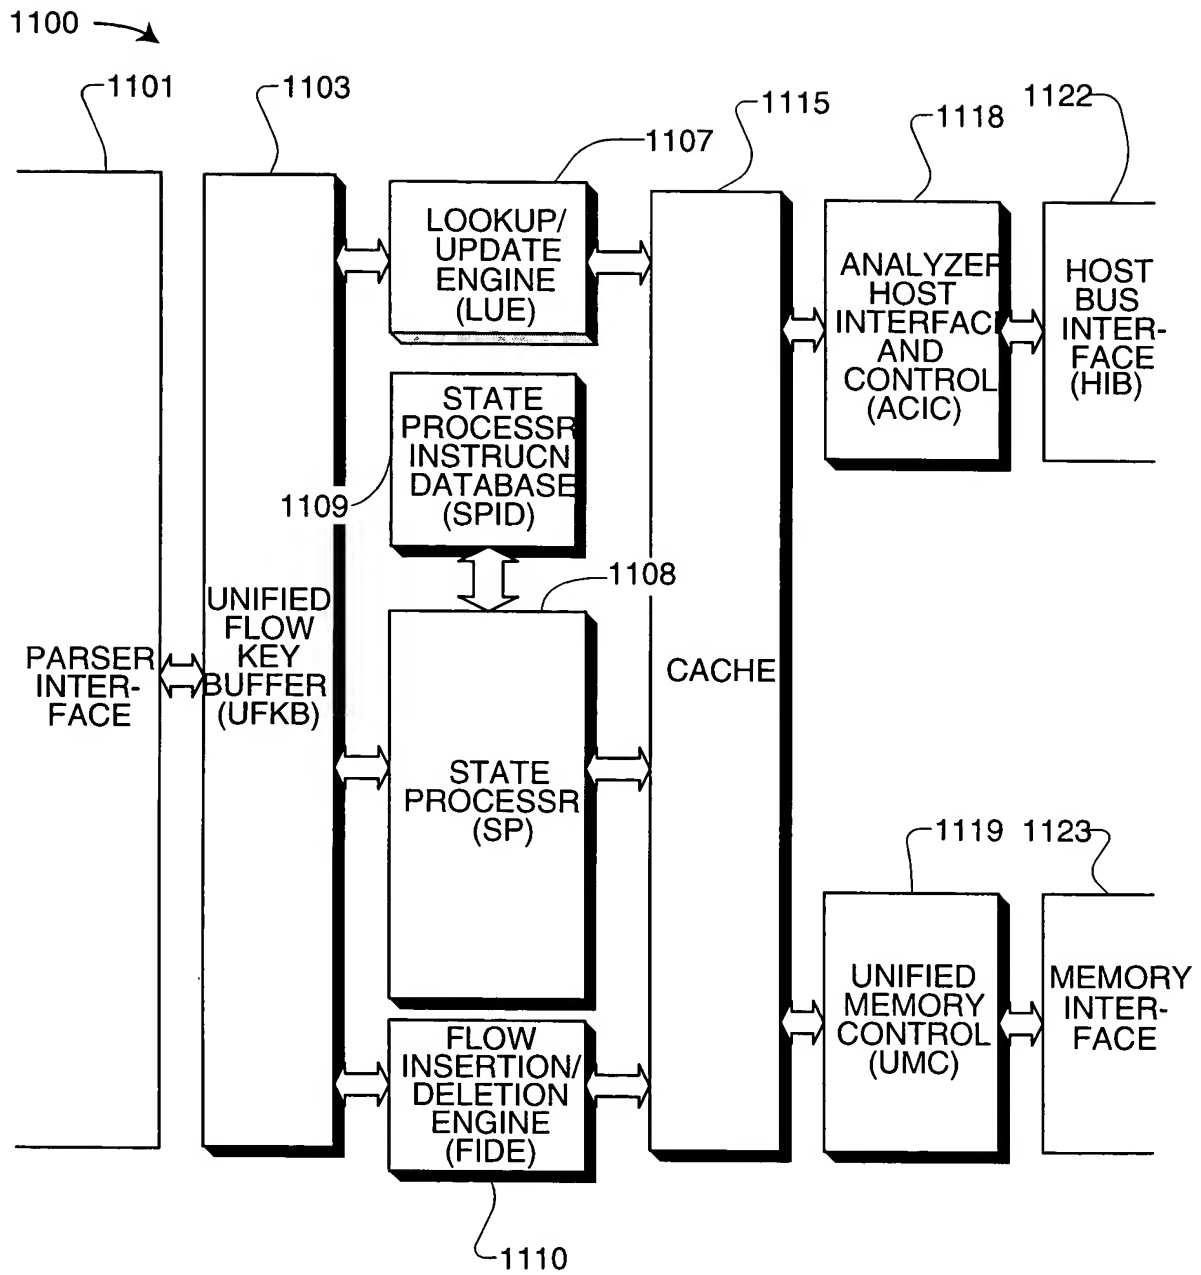 1100
1101
1103
1107
1115
1118
1122
LOOKUP/
UPDATE
ENGINE
(LUE)
ANALYZER
HOST
INTERFACE
AND
CONTROL
(ACIC)
HOST
BUS
INTER-
FACE
(HIB)
STATE
PROCESSR
INSTRUCN
DATABASE
(SPID)
1109
1108
UNIFIED
FLOW
KEY
BUFFER
(UFKB)
PARSER
INTER-
FACE
CACHE
STATE
PROCESSR
(SP)
1119
1123
UNIFIED
MEMORY
CONTROL
(UMC)
MEMORY
INTER-
FACE
FLOW
INSERTION/
DELETION
ENGINE
(FIDE)
1110